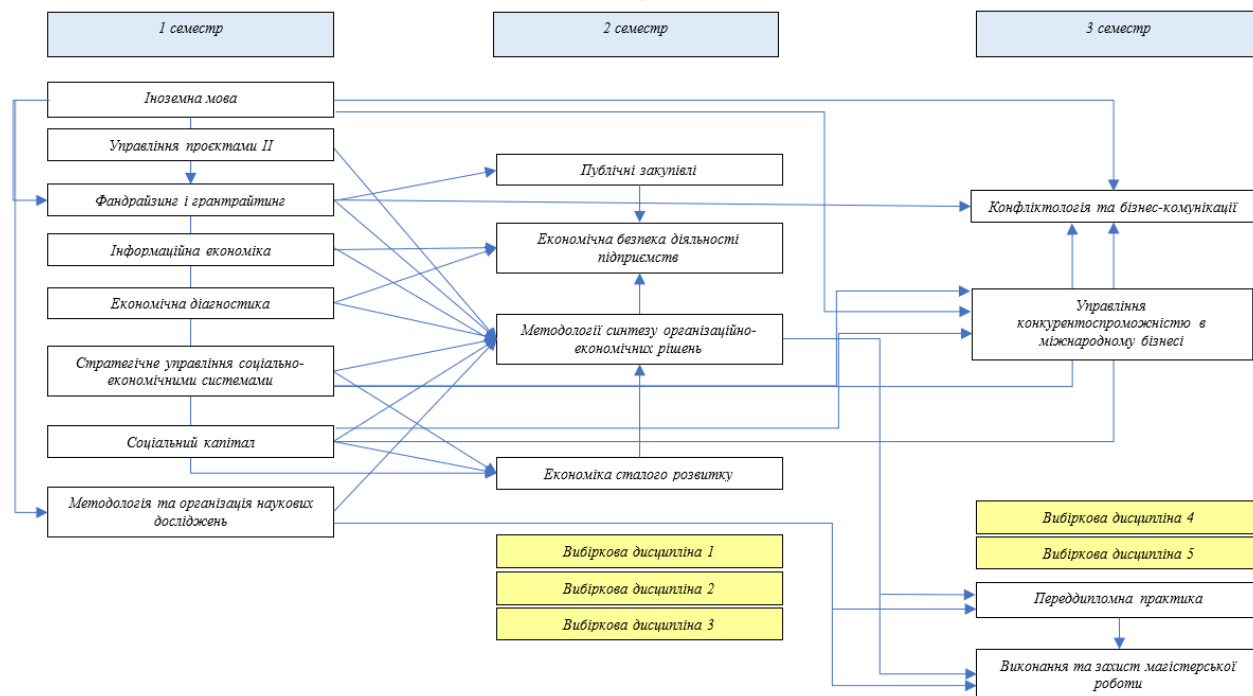 1 семестр
2 семестр
3 семестр
Іноземна мова
Управління проєктами ІІ
Фандрайзинг і грантрайтинг
Інформаційна економіка
Економічна діагностика
Стратегічне управління соціально-
економічними системами
Соціальний капітал
Методологія та організація наукових
досліджень
Публічні закупівлі
Економічна безпека діяльності
підприємств
Методології синтезу організаційно-
економічних рішень
Економіка сталого розвитку
Вибіркова дисципліна 1
Вибіркова дисципліна 2
Вибіркова дисципліна 3
Конфліктологія та бізнес-комунікації
Управління
конкурентоспроможністю в
міжнародному бізнесі
Вибіркова дисципліна 4
Вибіркова дисципліна 5
Переддипломна практика
Виконання та захист магістерської
роботи